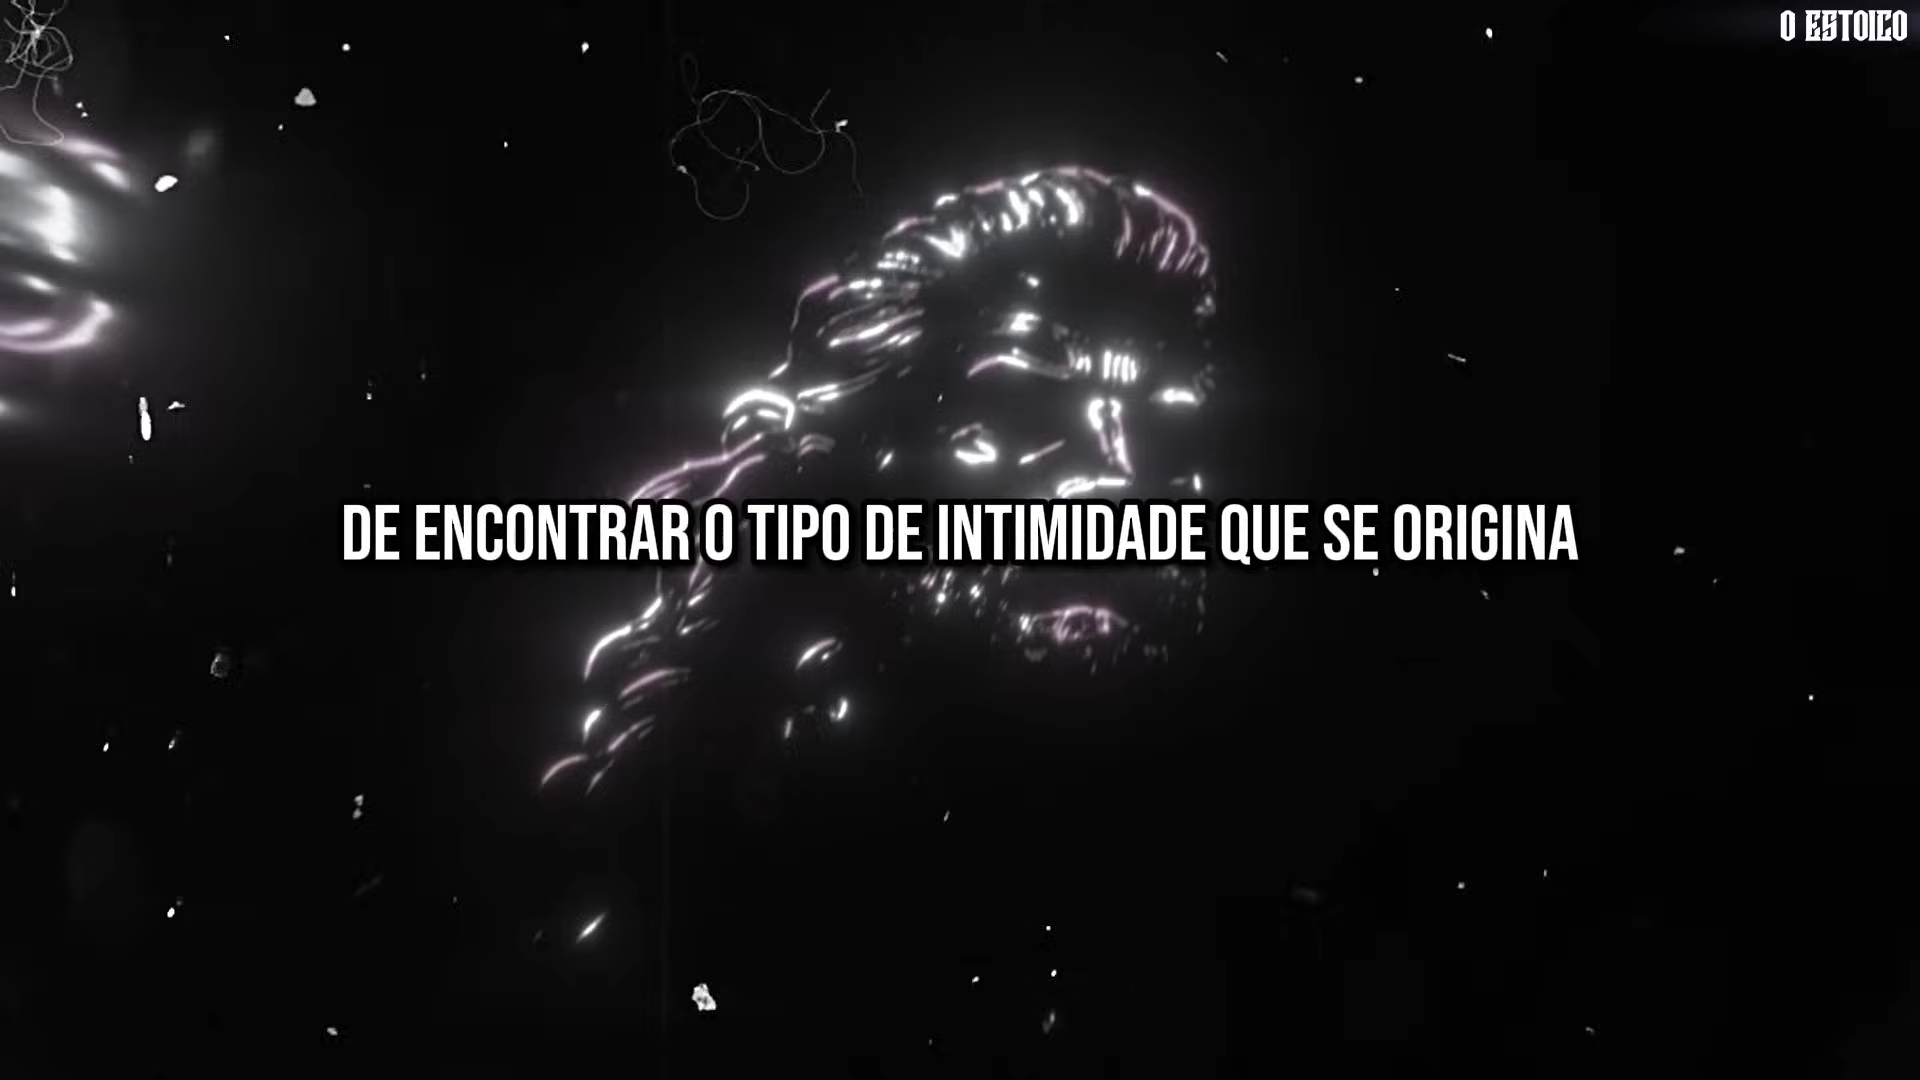 O ESTOICO
DE ENCONTRAR O TIPO DE INTIMIDADE QUE SE ORIGINA